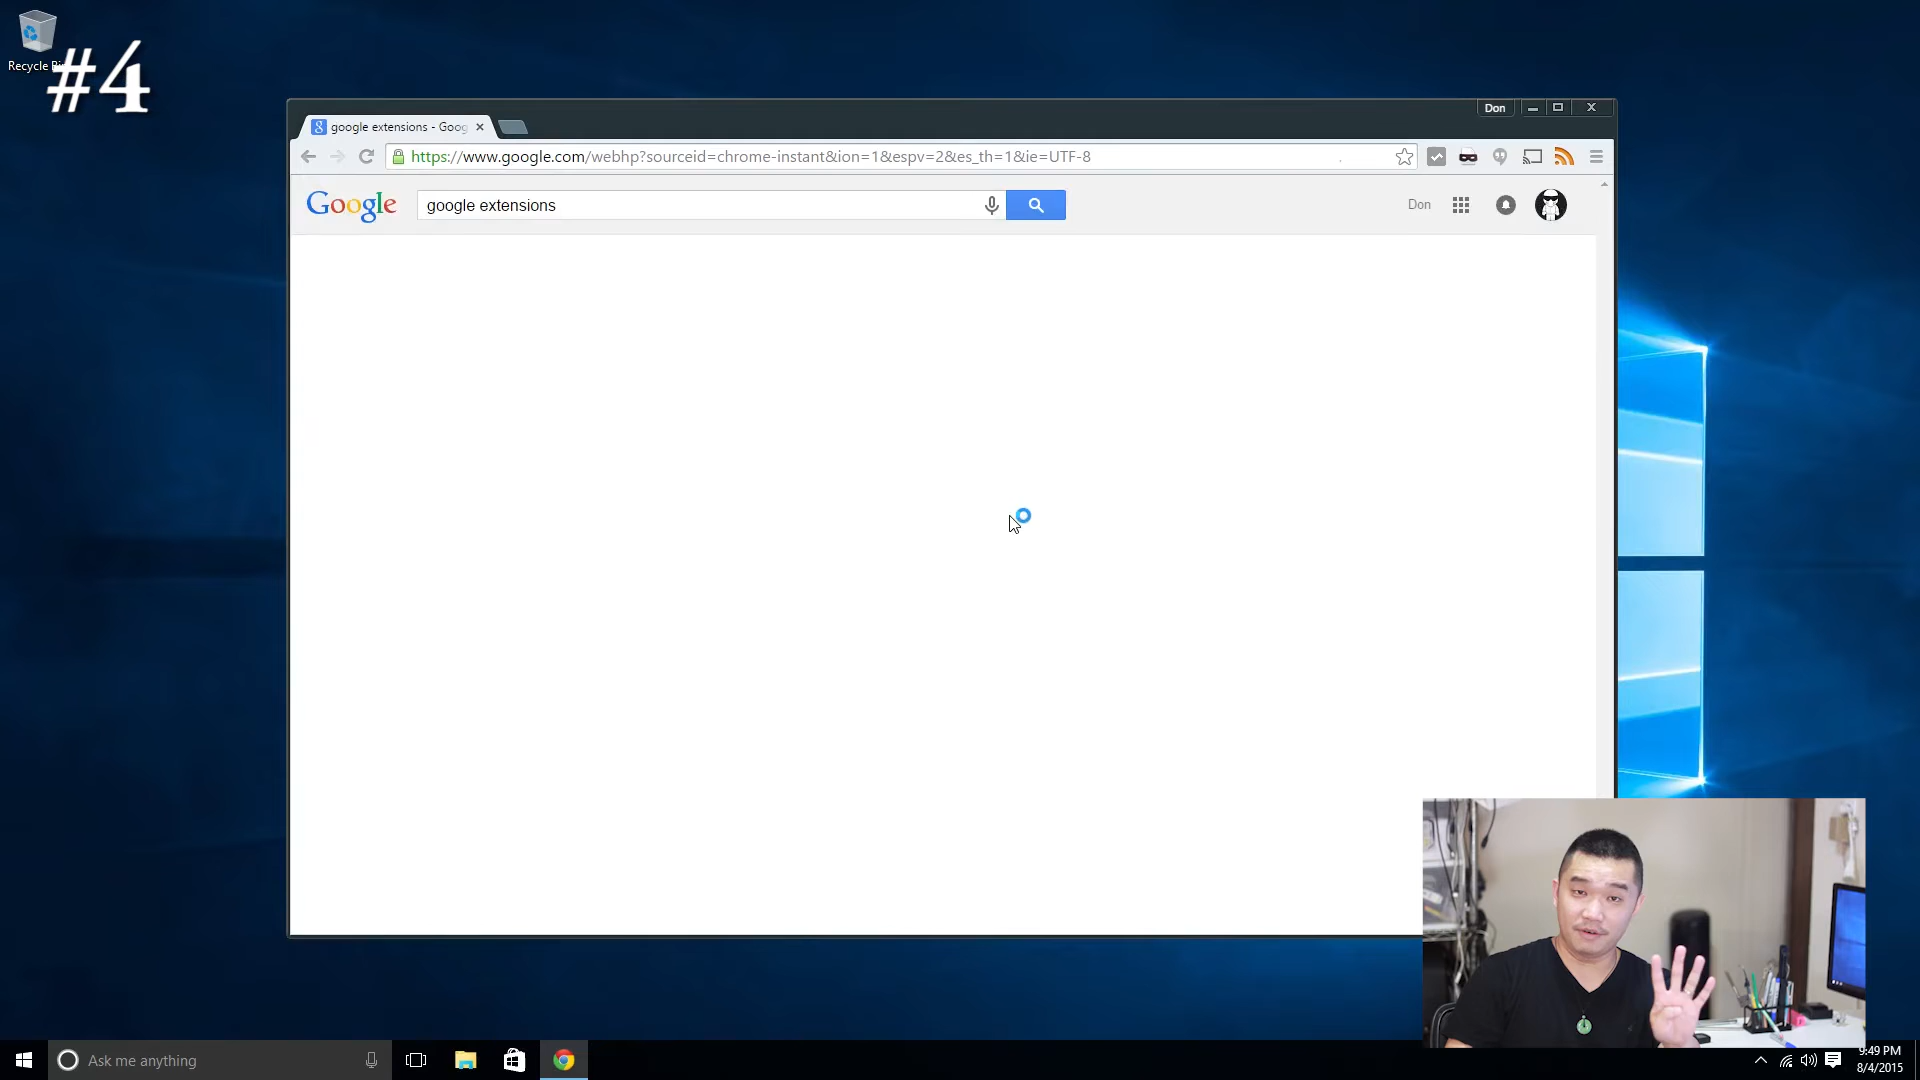 #4
Recycle
Don
google extensions - Goog
https://www.google.com/webhp?sourceid=chrome-instant&ion=1&espv=2&es_th=1&ie=UTF-8
Google
google extensions
Don
Ask me anything
9:49 PM
8/4/2015